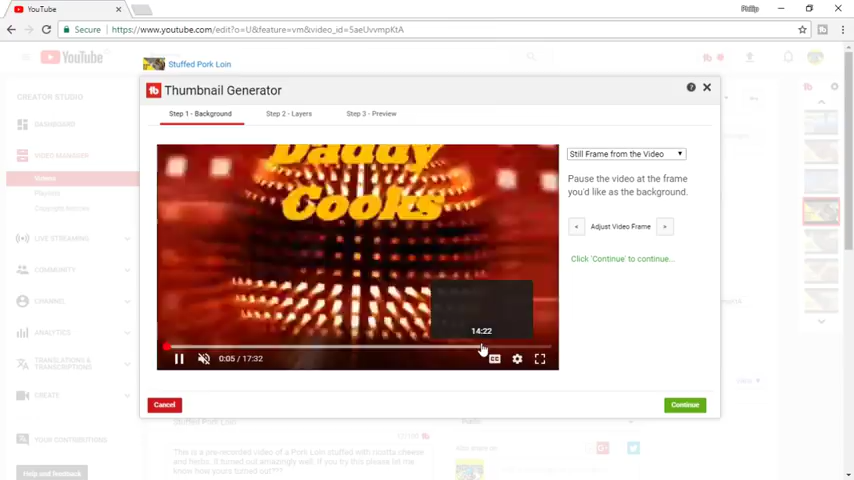 YouTube
Philip
Secure
https://www.youtube.com/edit?o=U&feature=vm&video_id=5aeUvvmpKtA
YouTube
Stuffed Pork Loin
Thumbnail Generator
Step 1 - Background
Step 2 - Layers
Step 3 - Preview
CREATOR STUDIO
DASHBOARD
VIDEO MANAGER
Videos
Playlists
Copyright Notices
LIVE STREAMING
COMMUNITY
CHANNEL
ANALYTICS
TRANSLATIONS &
TRANSCRIPTIONS
CREATE
YOUR CONTRIBUTIONS
Help and feedback
Daddy
Cooks
14:22
0:05 / 17:32
CC
Still Frame from the Video
Pause the video at the frame
you'd like as the background.
« Adjust Video Frame »
Click 'Continue' to continue...
Cancel
Continue
Stuffed Pork Loin
Public
This is a pre-recorded video of a Pork Loin stuffed with ricotta cheese
and herbs. It turned out amazingly well. If you try this please let me
know how yours turned out???
Also share on